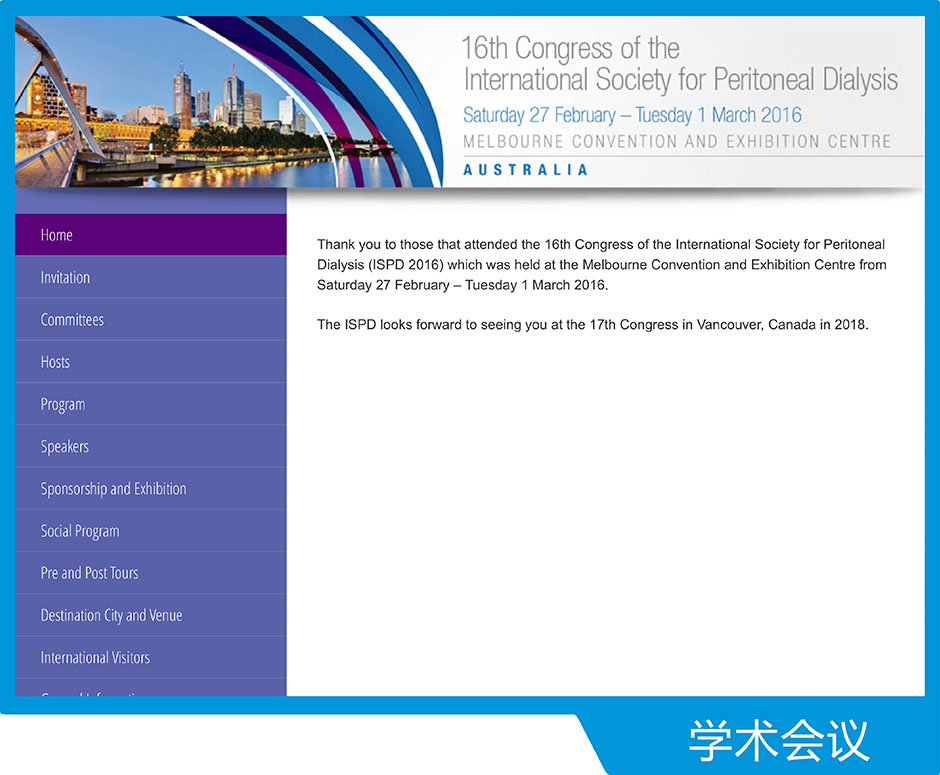 16th Congress of the
International Society for Peritoneal Dialysis
Saturday 27 February – Tuesday 1 March 2016
MELBOURNE CONVENTION AND EXHIBITION CENTRE
AUSTRALIA
Home
Invitation
Committees
Hosts
Program
Speakers
Sponsorship and Exhibition
Social Program
Pre and Post Tours
Destination City and Venue
International Visitors
Thank you to those that attended the 16th Congress of the International Society for Peritoneal
Dialysis (ISPD 2016) which was held at the Melbourne Convention and Exhibition Centre from
Saturday 27 February – Tuesday 1 March 2016.
The ISPD looks forward to seeing you at the 17th Congress in Vancouver, Canada in 2018.
学术会议